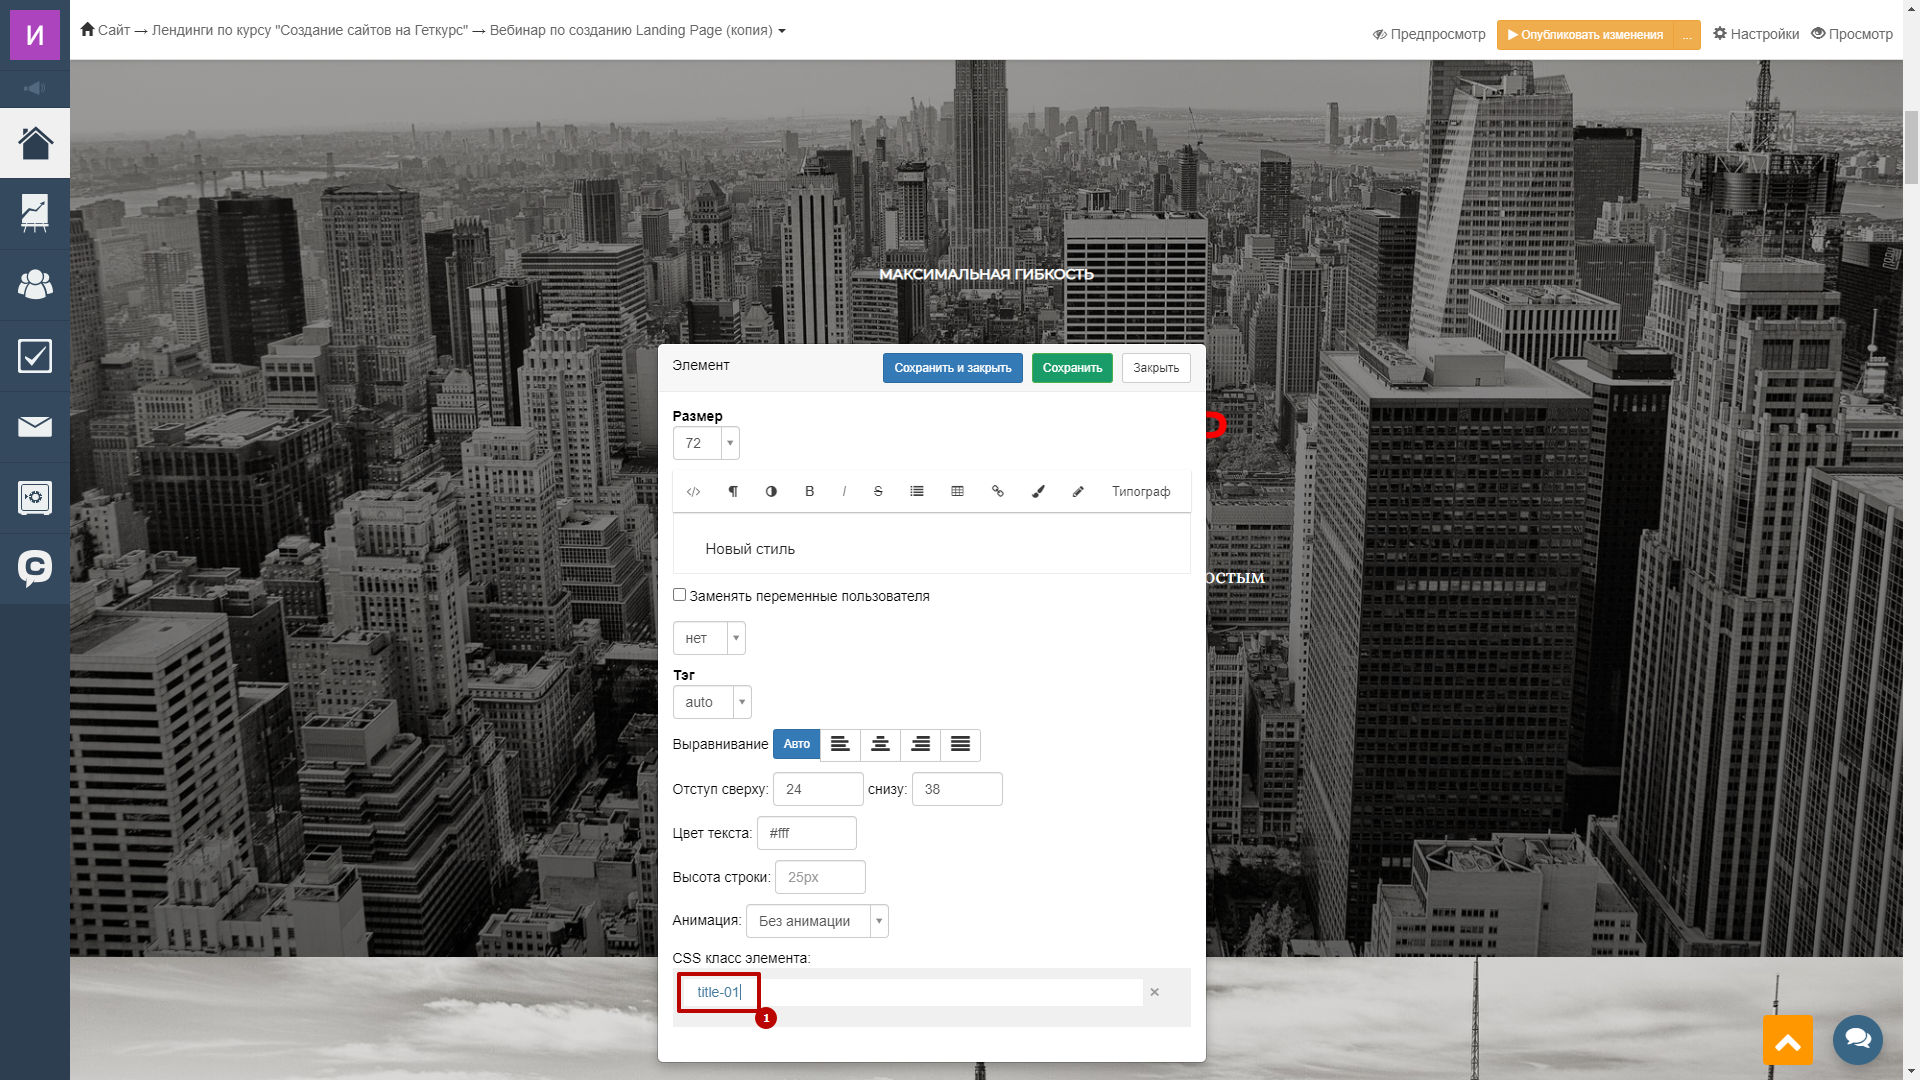 И
Сайт → Лендинги по курсу "Создание сайтов на Геткурс" → Вебинар по созданию Landing Page (копия)
Предпросмотр
Опубликовать изменения
...
Настройки
Просмотр
МАКСИМАЛЬНАЯ ГИБКОСТЬ
Элемент
Сохранить и закрыть
Сохранить
Закрыть
Размер
72
</> ¶ B I S Типограф
Новый стиль
ОСТЫМ
Заменять переменные пользователя
нет
Тэг
auto
Выравнивание Авто
Отступ сверху: 24 снизу: 38
Цвет текста: #fff
Высота строки: 25px
Анимация: Без анимации
CSS класс элемента:
title-01
×
1